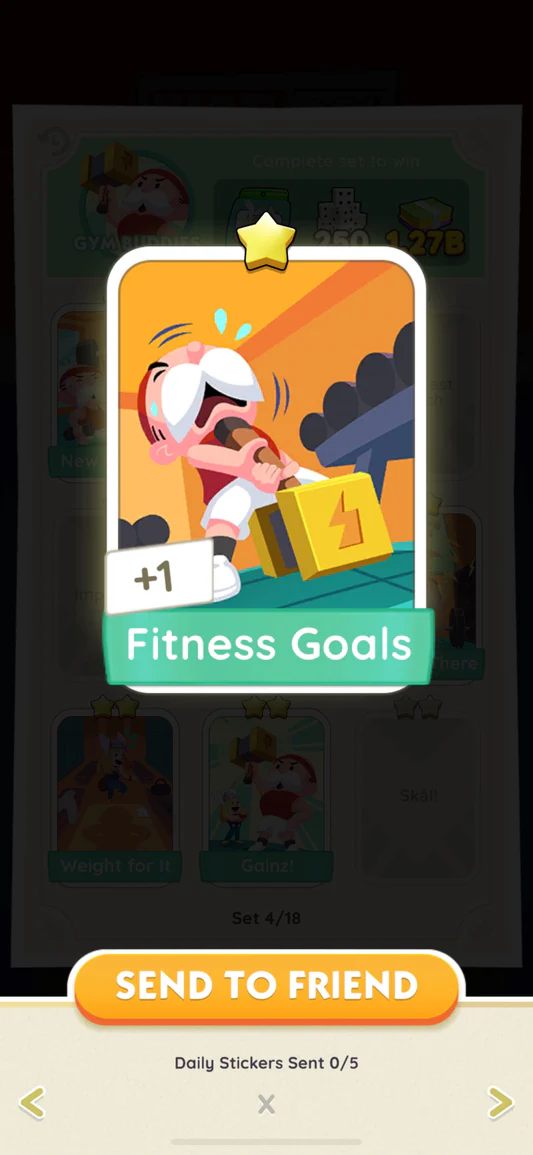 Complete set to win
GYM BUDDIES
250
1.27B
+1
Fitness Goals
There
Weight for It
Gainz!
Skål!
Set 4/18
SEND TO FRIEND
Daily Stickers Sent 0/5
X